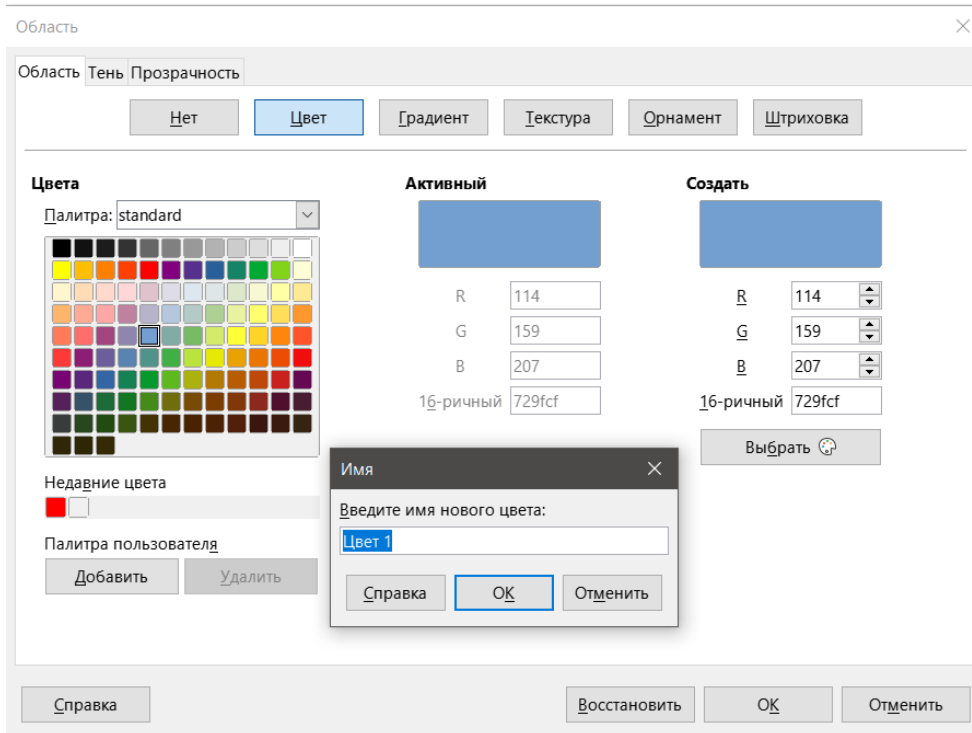 Область
Область Тень Прозрачность
Нет Цвет Градиент Текстура Орнамент Штриховка
Цвета Активный Создать
Палитра: standard
R 114 R 114
G 159 G 159
B 207 B 207
16-ричный 729fcf 16-ричный 729fcf
Выбрать
Имя
Недавние цвета
Введите имя нового цвета:
Цвет 1
Палитра пользователя
Добавить Удалить
Справка ОК Отменить
Справка Восстановить ОК Отменить